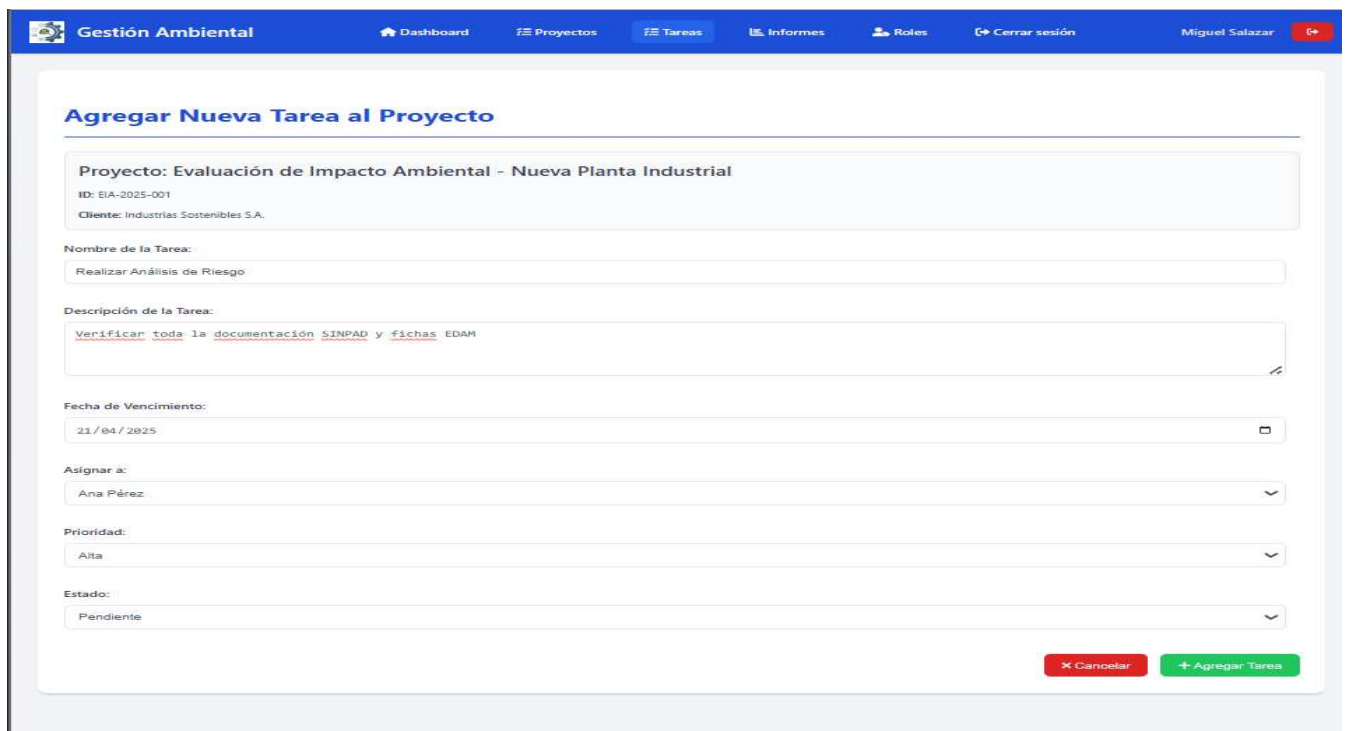 Gestión Ambiental
Dashboard
Proyectos
Tareas
Informes
Roles
Cerrar sesión
Miguel Salazar
Agregar Nueva Tarea al Proyecto
Proyecto: Evaluación de Impacto Ambiental - Nueva Planta Industrial
ID: EIA-2025-001
Cliente: Industrias Sostenibles S.A.
Nombre de la Tarea:
Realizar Análisis de Riesgo
Descripción de la Tarea:
Verificar toda la documentación SINPAD y fichas EDAM
Fecha de Vencimiento:
21/04/2025
Asignar a:
Ana Pérez
Prioridad:
Alta
Estado:
Pendiente
Cancelar
+ Agregar Tarea